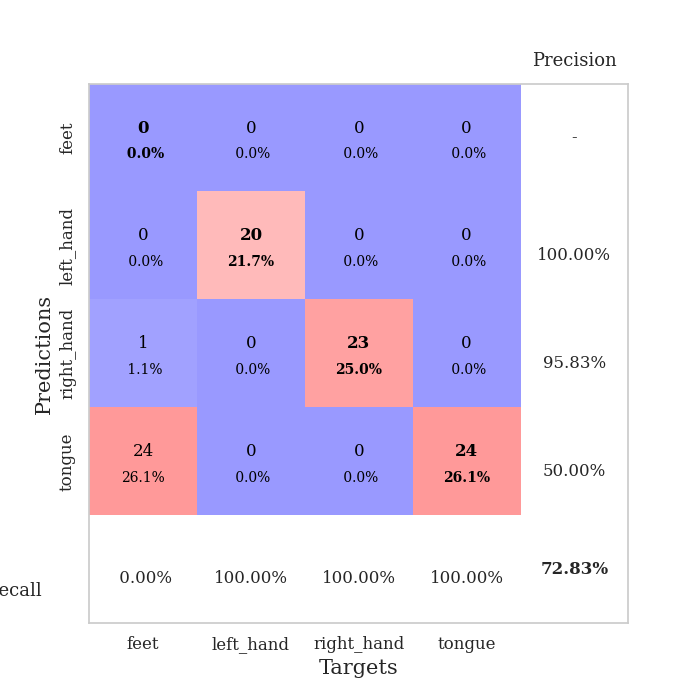 Precision
feet
0 0 0 0
0.0% 0.0% 0.0% 0.0%
-
left_hand
0 20 0 0
0.0% 21.7% 0.0% 0.0%
100.00%
Predictions
right_hand
1 0 23 0
1.1% 0.0% 25.0% 0.0%
95.83%
tongue
24 0 0 24
26.1% 0.0% 0.0% 26.1%
50.00%
ecall
0.00% 100.00% 100.00% 100.00%
72.83%
feet left_hand right_hand tongue
Targets